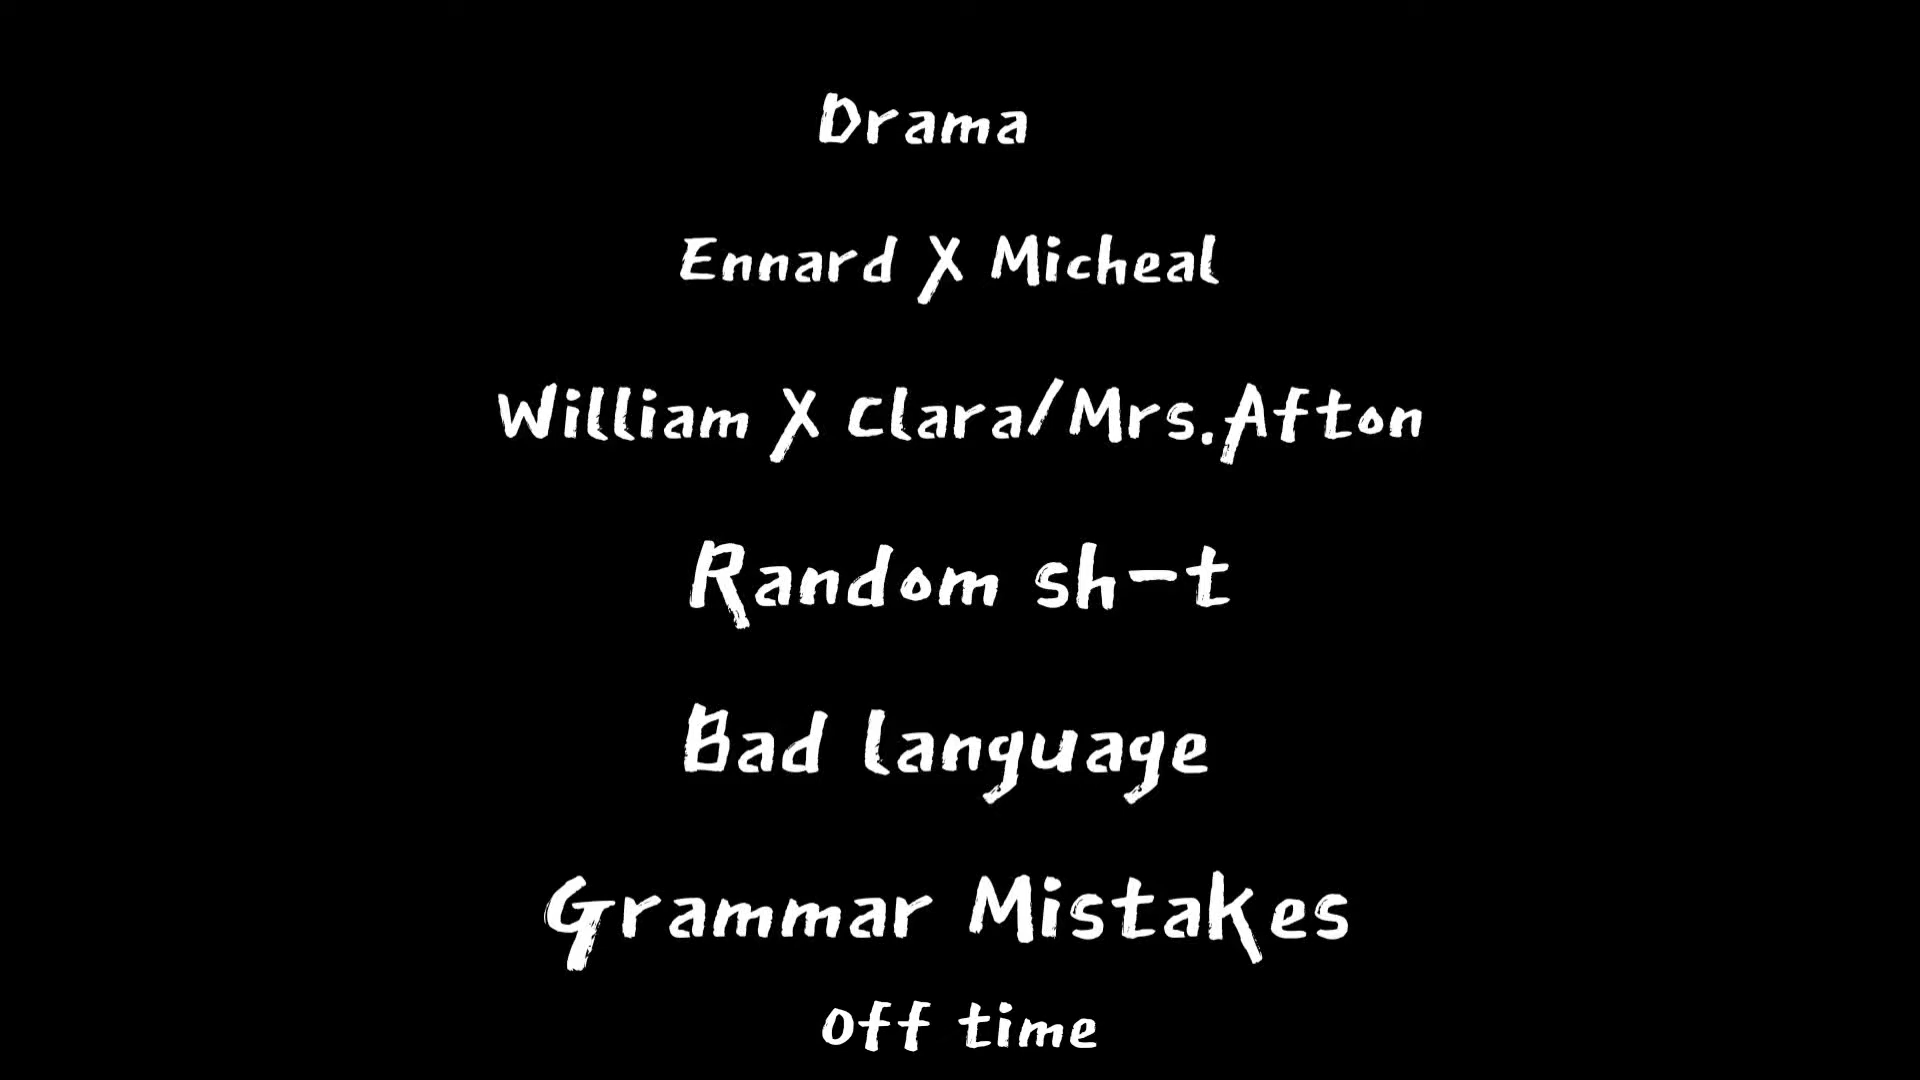 Drama
Ennard X Micheal
William X Clara/Mrs.Afton
Random sh-t
Bad language
Grammar Mistakes
Off time